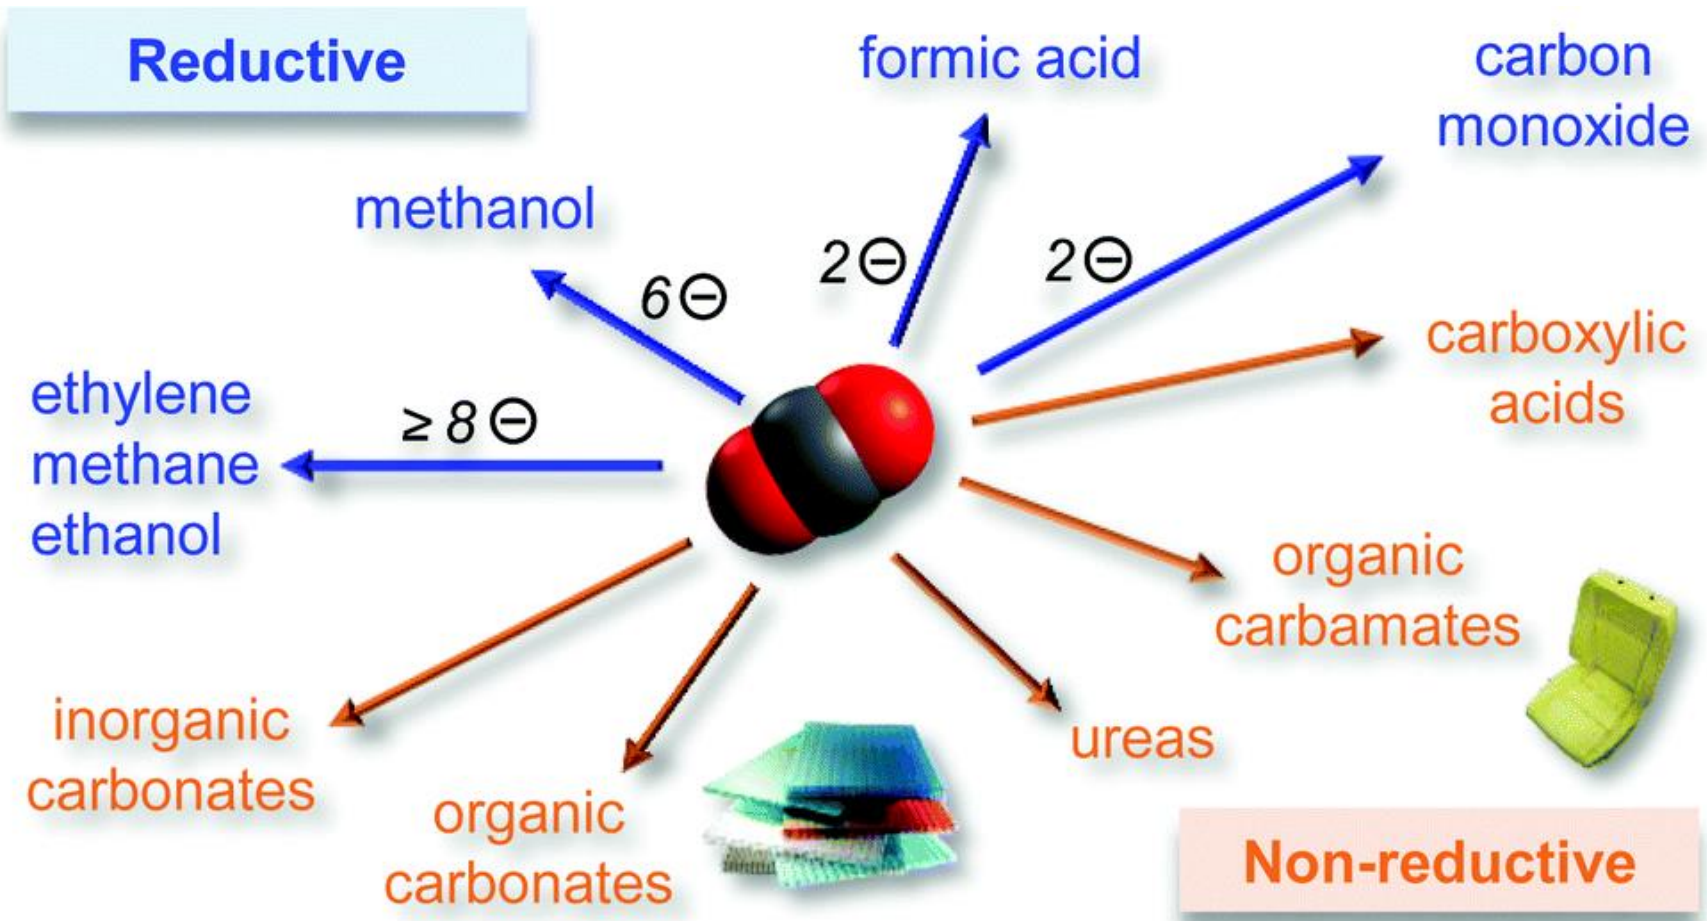 Reductive
formic acid
carbon
monoxide
methanol
2⊖
2⊖
6⊖
carboxylic
acids
ethylene
methane
ethanol
≥ 8⊖
organic
carbamates
inorganic
carbonates
ureas
organic
carbonates
Non-reductive